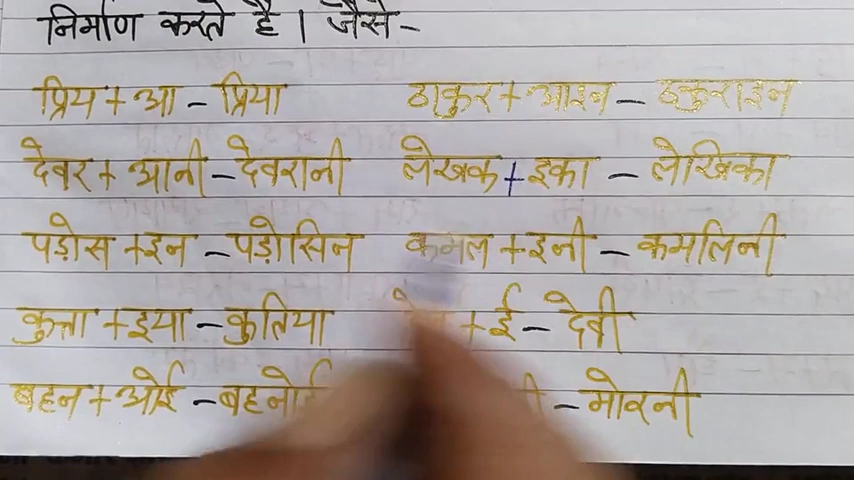 निर्माण करते है । जैसे-
प्रिय + आ - प्रिया ठाकुर + आइन - ठकुराइन
देवर + आनी - देवरानी लेखक + इका - लेखिका
पड़ोस + इन - पड़ोसिन कमल + इनी - कमलिनी
कुत्ता + इया - कुतिया + ई - देवी
बहन + ओई - बहनोई - मोरनी